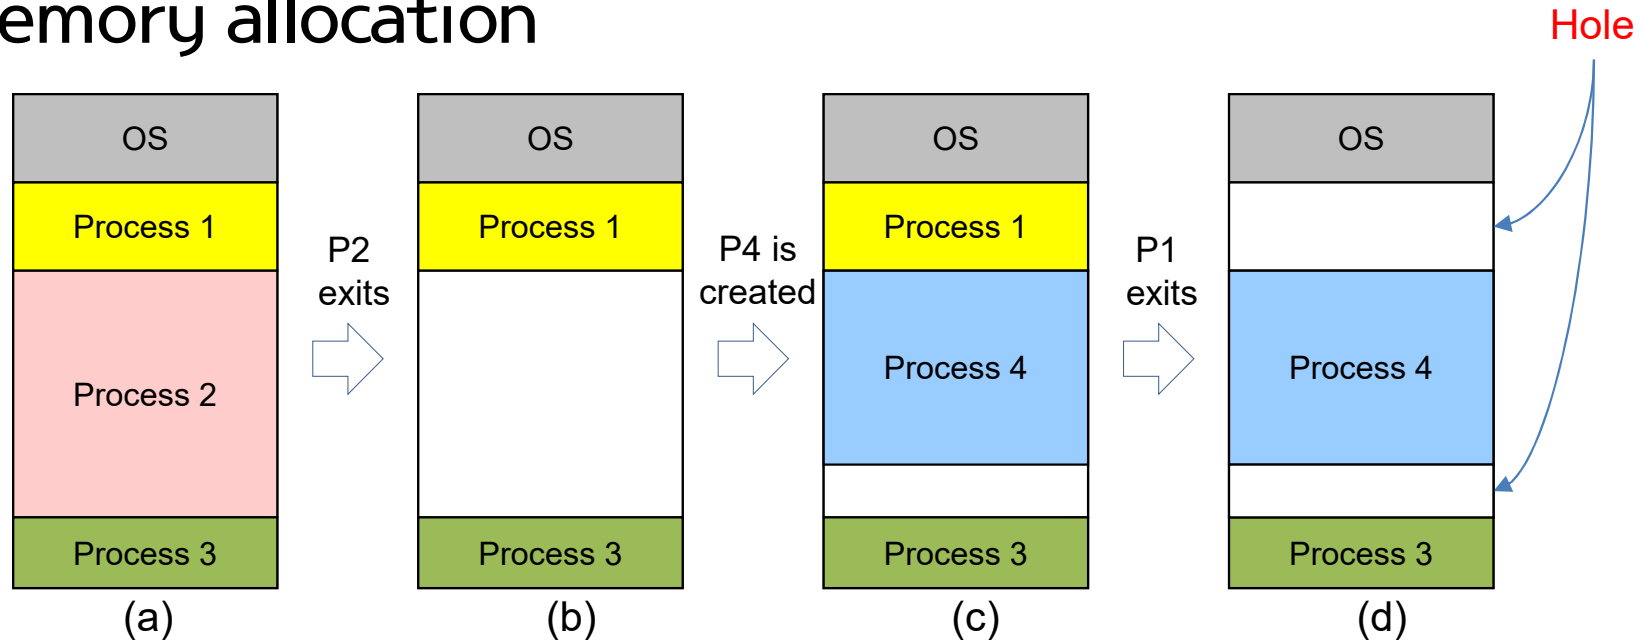 emory allocation
Hole
OS
Process 1
Process 2
Process 3
(a)
P2
exits
OS
Process 1
Process 3
(b)
P4 is
created
OS
Process 1
Process 4
Process 3
(c)
P1
exits
OS
Process 4
Process 3
(d)